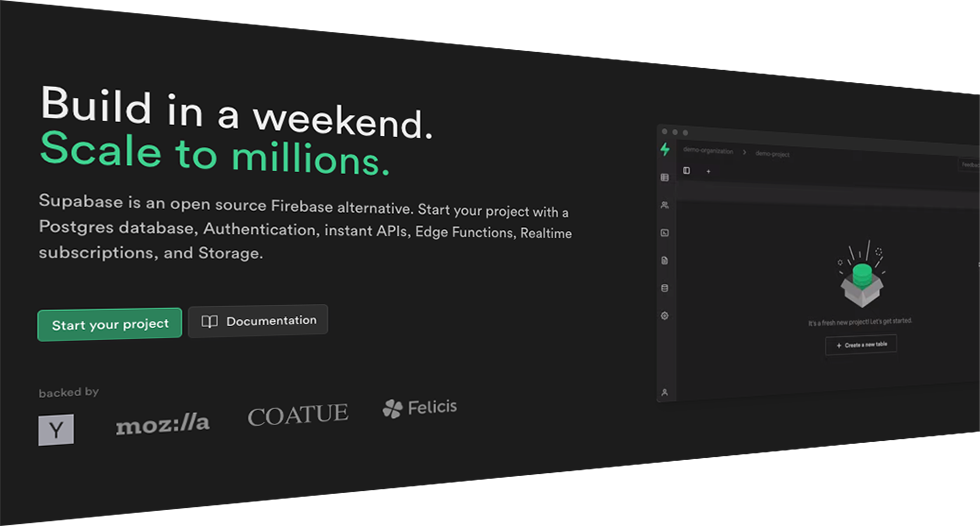 Build in a weekend.
Scale to millions.
Supabase is an open source Firebase alternative. Start your project with a
Postgres database, Authentication, instant APIs, Edge Functions, Realtime
subscriptions, and Storage.
Start your project
Documentation
backed by
Y
moz://a
COATUE
Felicis
demo-organization > demo-project
Feedback
It's a fresh new project! Let's get started.
+ Create a new table